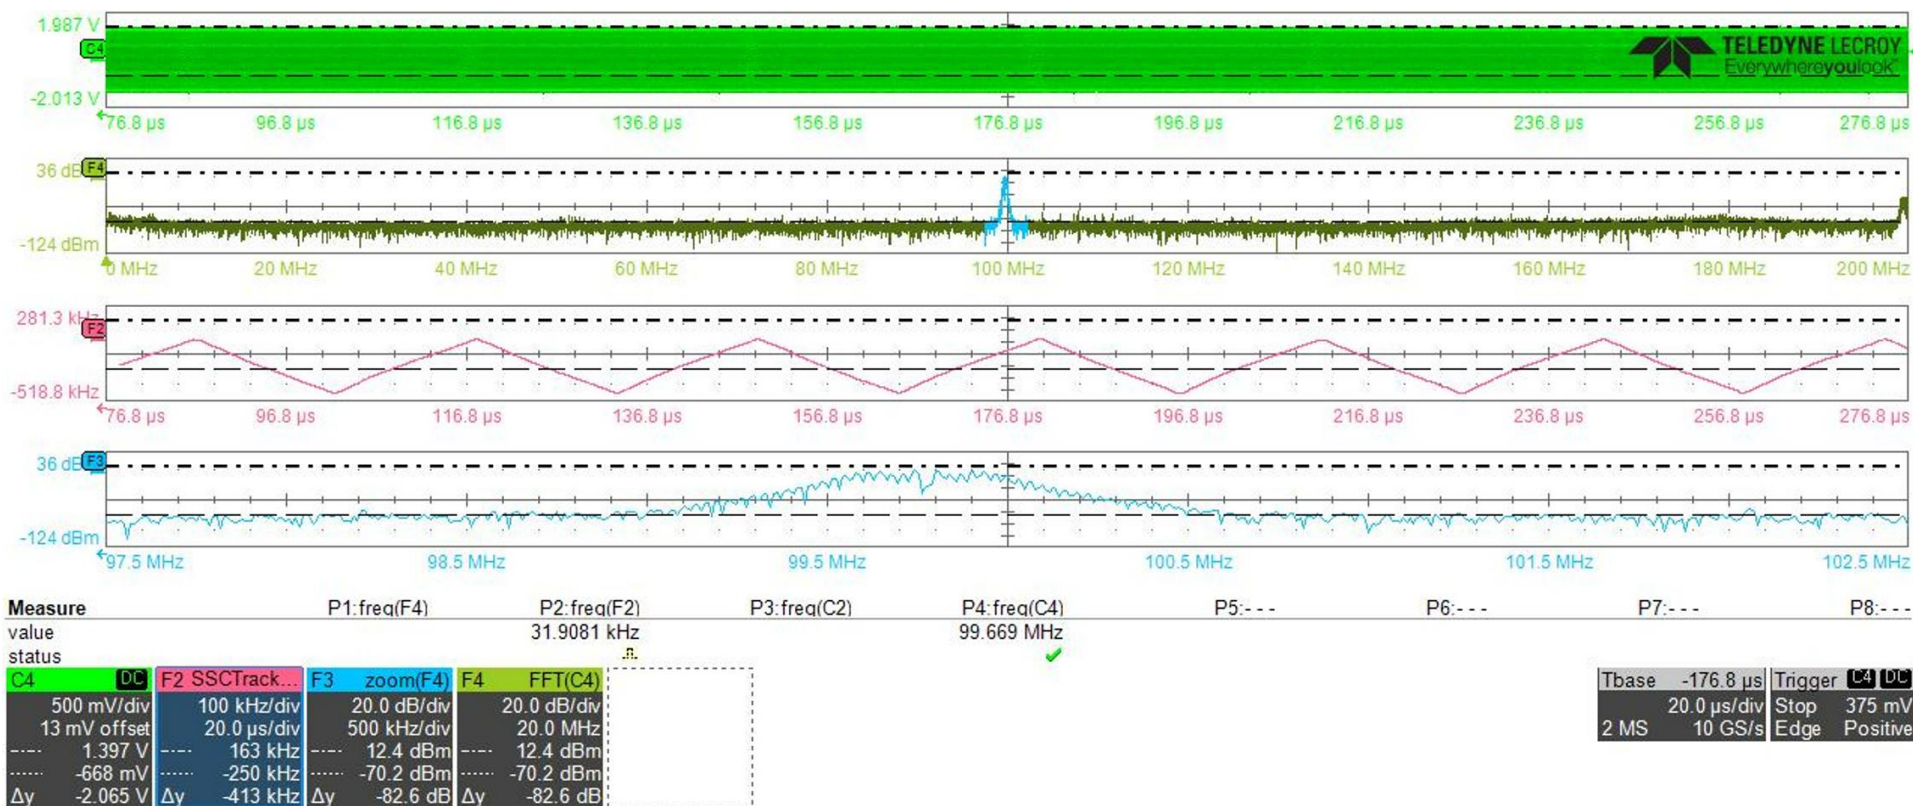 1.987 V
C4
TELEDYNE LECROY
Everywhereyoulook
-2.013 V
76.8 µs 96.8 µs 116.8 µs 136.8 µs 156.8 µs 176.8 µs 196.8 µs 216.8 µs 236.8 µs 256.8 µs 276.8 µs
36 dB F4
-124 dBm
0 MHz 20 MHz 40 MHz 60 MHz 80 MHz 100 MHz 120 MHz 140 MHz 160 MHz 180 MHz 200 MHz
281.3 kHz F2
-518.8 kHz
76.8 µs 96.8 µs 116.8 µs 136.8 µs 156.8 µs 176.8 µs 196.8 µs 216.8 µs 236.8 µs 256.8 µs 276.8 µs
36 dB F3
-124 dBm
97.5 MHz 98.5 MHz 99.5 MHz 100.5 MHz 101.5 MHz 102.5 MHz
Measure P1:freq(F4) P2:freq(F2) P3:freq(C2) P4:freq(C4) P5:- - - P6:- - - P7:- - - P8:- - -
value 31.9081 kHz 99.669 MHz
status
C4 DC F2 SSCTrack... F3 zoom(F4) F4 FFT(C4) Tbase -176.8 µs Trigger C4 DC
500 mV/div 100 kHz/div 20.0 dB/div 20.0 dB/div 20.0 µs/div Stop 375 mV
13 mV offset 20.0 µs/div 500 kHz/div 20.0 MHz 2 MS 10 GS/s Edge Positive
1.397 V 163 kHz 12.4 dBm 12.4 dBm
-668 mV -250 kHz -70.2 dBm -70.2 dBm
Δy -2.065 V Δy -413 kHz Δy -82.6 dB Δy -82.6 dB